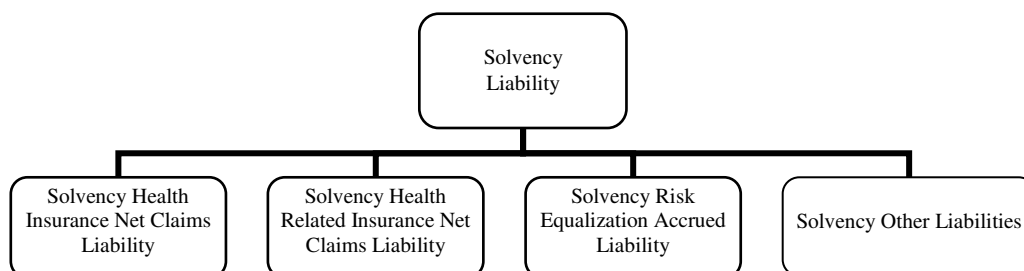 Solvency
Liability
Solvency Health
Insurance Net Claims
Liability
Solvency Health
Related Insurance Net
Claims Liability
Solvency Risk
Equalization Accrued
Liability
Solvency Other Liabilities